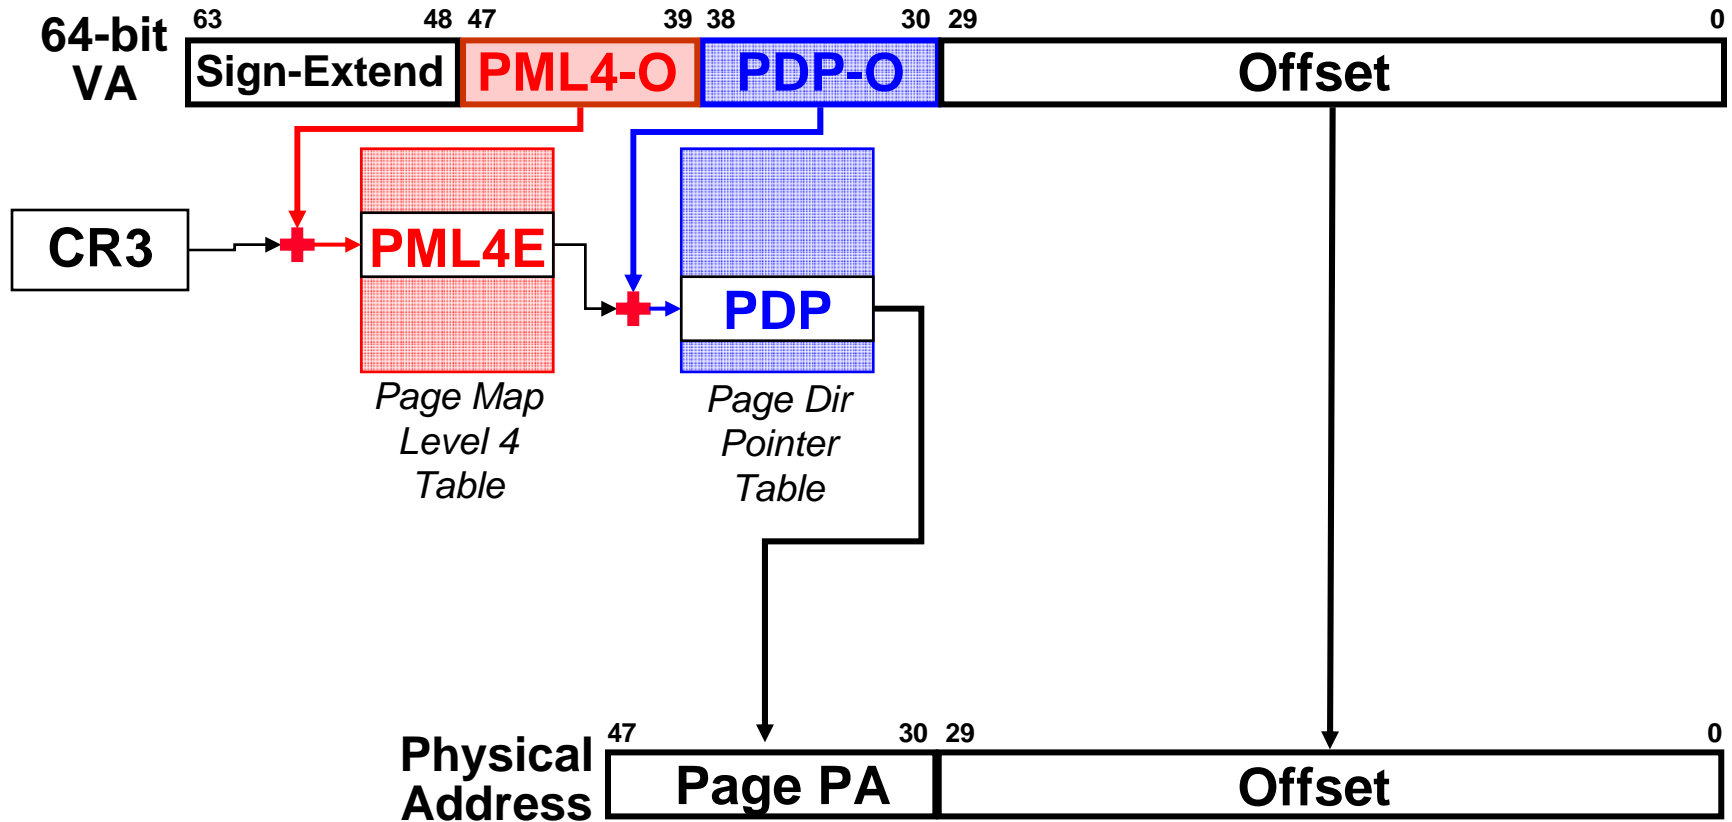 63 48 47 39 38 30 29 0
64-bit
VA
Sign-Extend PML4-O PDP-O Offset
CR3
PML4E
PDP
Page Map
Level 4
Table
Page Dir
Pointer
Table
47 30 29 0
Physical
Address
Page PA Offset